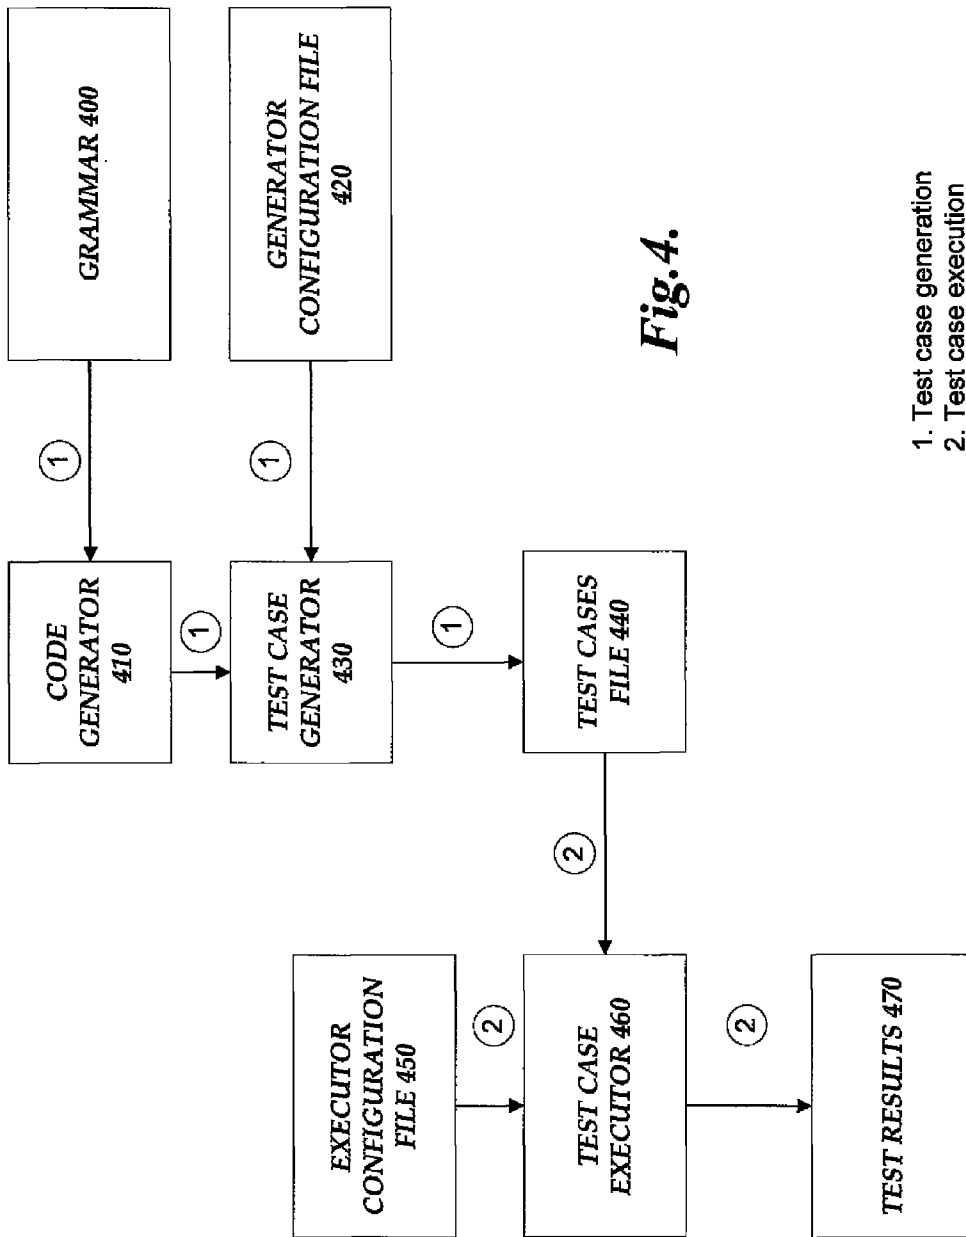 GRAMMAR 400
1
CODE
GENERATOR
410
GENERATOR
CONFIGURATION FILE
420
1
1
TEST CASE
GENERATOR
430
1
TEST CASES
FILE 440
EXECUTOR
CONFIGURATION
FILE 450
2
2
TEST CASE
EXECUTOR 460
2
TEST RESULTS 470
Fig.4.
1. Test case generation
2. Test case execution